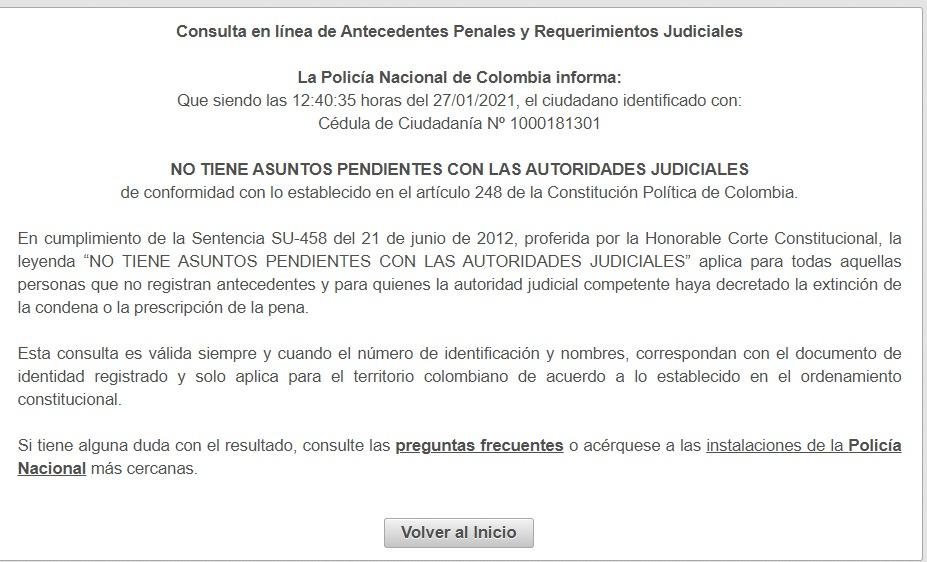 Consulta en línea de Antecedentes Penales y Requerimientos Judiciales
La Policía Nacional de Colombia informa:
Que siendo las 12:40:35 horas del 27/01/2021, el ciudadano identificado con:
Cédula de Ciudadanía Nº 1000181301
NO TIENE ASUNTOS PENDIENTES CON LAS AUTORIDADES JUDICIALES
de conformidad con lo establecido en el artículo 248 de la Constitución Política de Colombia.
En cumplimiento de la Sentencia SU-458 del 21 de junio de 2012, proferida por la Honorable Corte Constitucional, la
leyenda “NO TIENE ASUNTOS PENDIENTES CON LAS AUTORIDADES JUDICIALES” aplica para todas aquellas
personas que no registran antecedentes y para quienes la autoridad judicial competente haya decretado la extinción de
la condena o la prescripción de la pena.
Esta consulta es válida siempre y cuando el número de identificación y nombres, correspondan con el documento de
identidad registrado y solo aplica para el territorio colombiano de acuerdo a lo establecido en el ordenamiento
constitucional.
Si tiene alguna duda con el resultado, consulte las preguntas frecuentes o acérquese a las instalaciones de la Policía
Nacional más cercanas.
Volver al Inicio